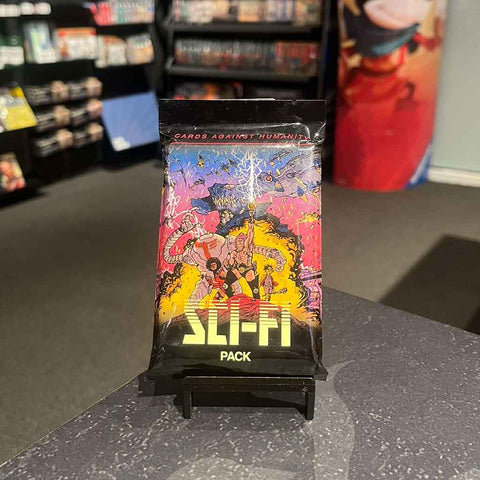 CARDS AGAINST HUMANITY
SCI-FI
PACK